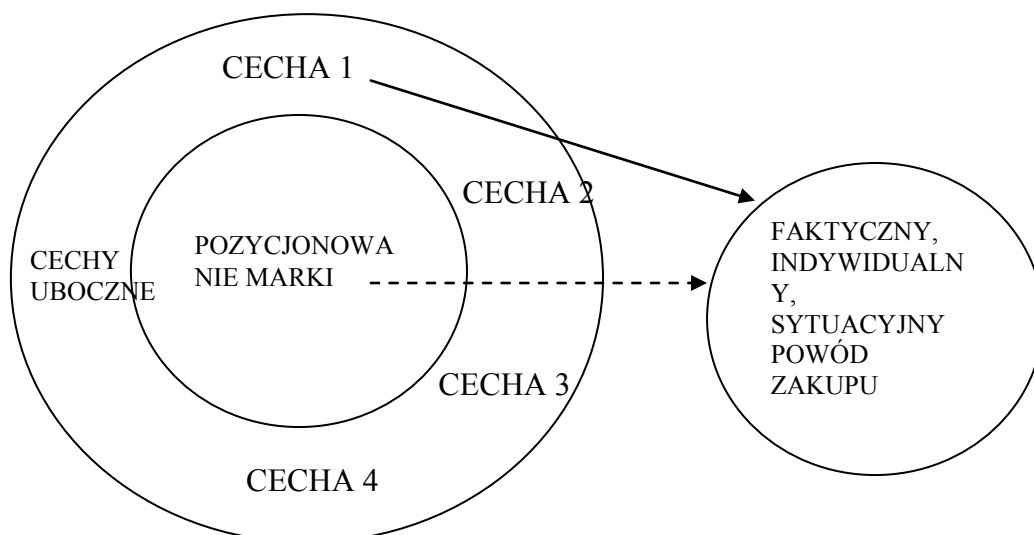 CECHA 1
CECHA 2
CECHY
UBOCZNE
POZYCJONOWA
NIE MARKI
CECHA 3
CECHA 4
FAKTYCZNY,
INDYWIDUALN
Y,
SYTUACYJNY
POWÓD
ZAKUPU